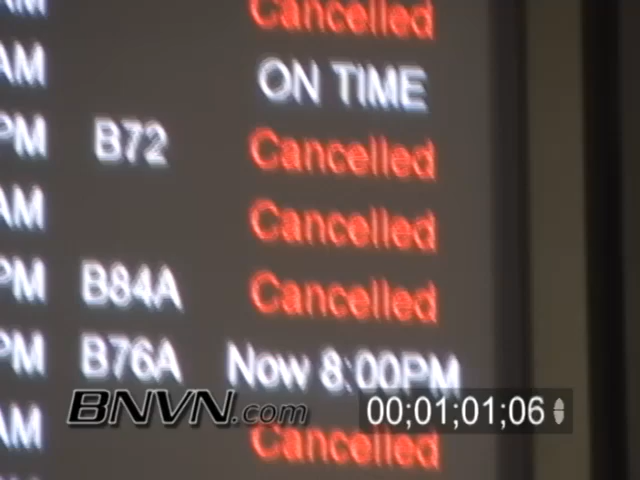 AM Cancelled
AM ON TIME
PM B72 Cancelled
AM Cancelled
PM B84A Cancelled
PM B76A Now 8:00PM
BNVN.com 00;01;01;06
AM Cancelled